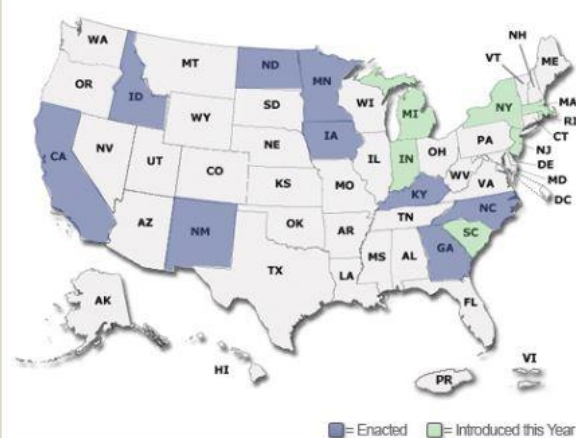 NH
WA
VT
ME
MT
ND
MN
OR
ID
WI
NY
MA
SD
MI
RI
WY
CT
IA
PA
NJ
NE
NV
OH
DE
IL
IN
UT
WV
MD
CA
CO
VA
DC
KS
MO
KY
NC
TN
AZ
OK
NM
AR
SC
MS
AL
GA
TX
LA
AK
FL
HI
VI
PR
= Enacted = Introduced this Year